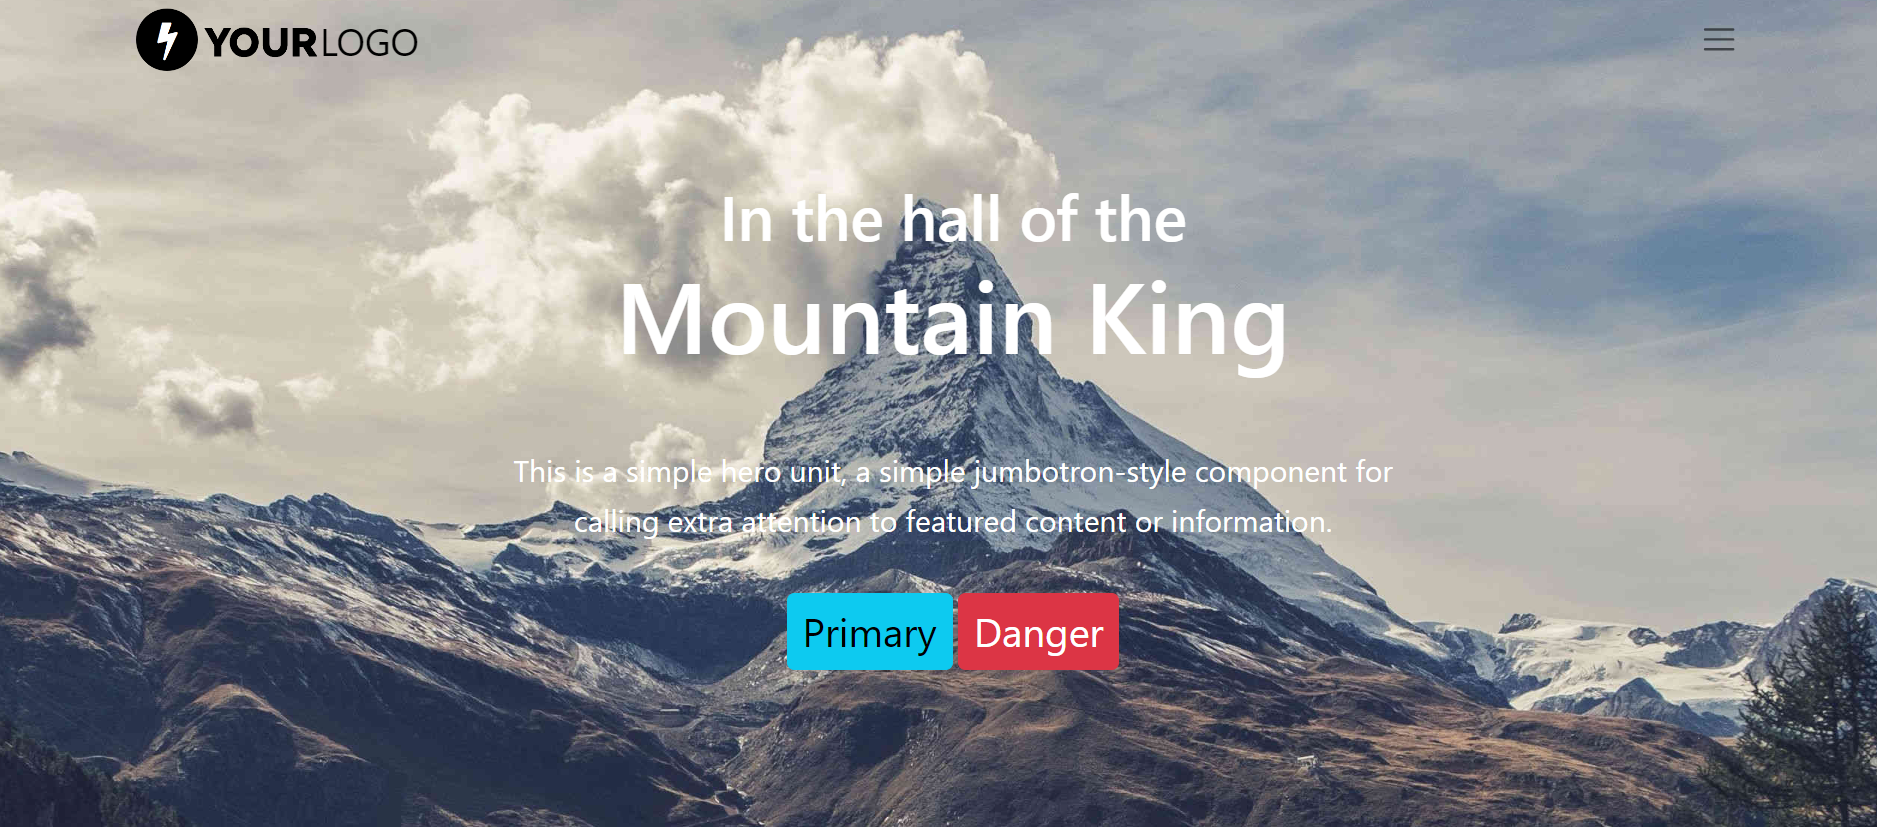 YOURLOGO
In the hall of the
Mountain King
This is a simple hero unit, a simple jumbotron-style component for
calling extra attention to featured content or information.
Primary Danger